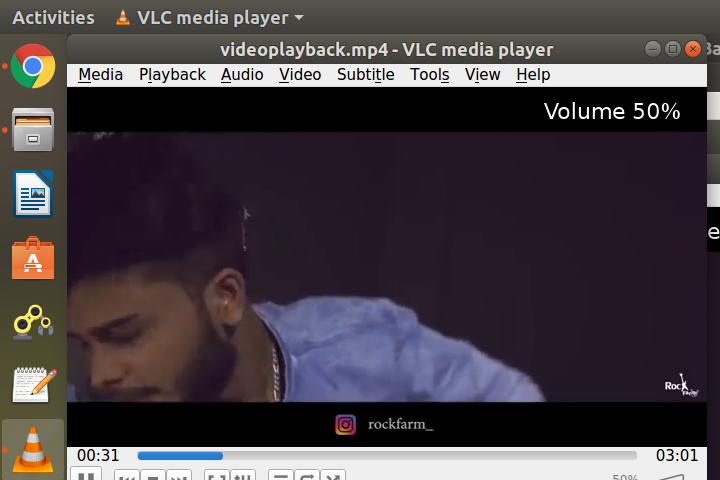 Activities VLC media player
videoplayback.mp4 - VLC media player
Media Playback Audio Video Subtitle Tools View Help
Volume 50%
Rock
rockfarm_
00:31 03:01
50%